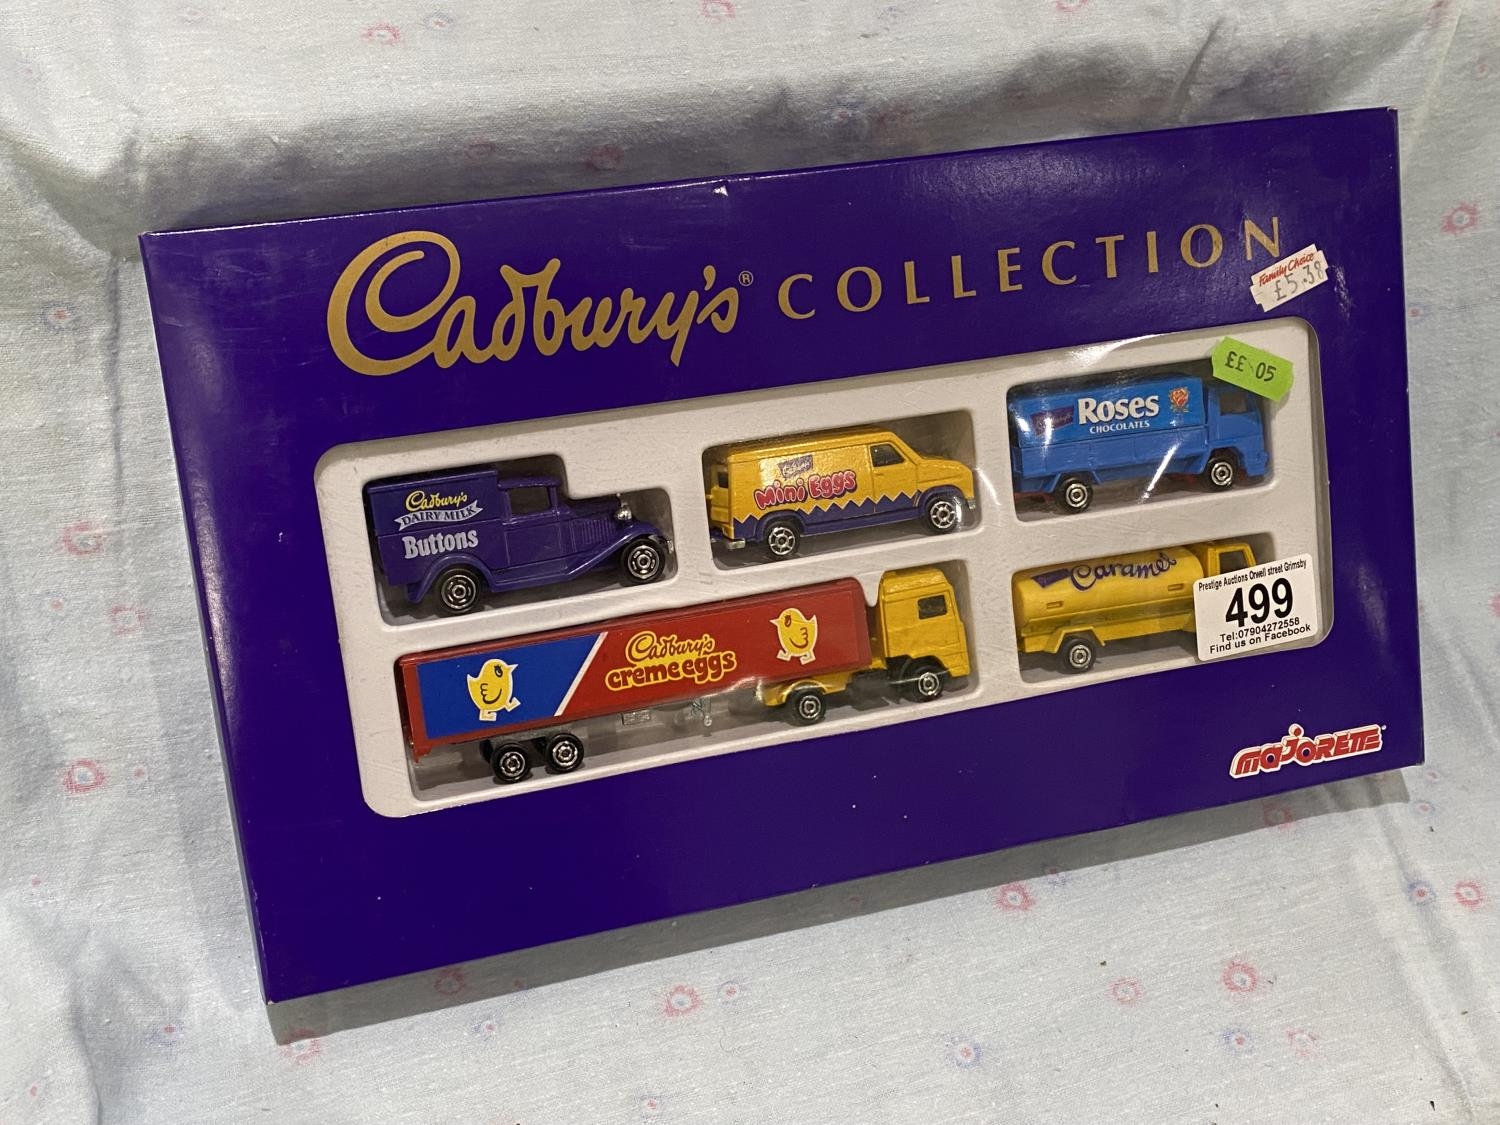 Cadbury's® COLLECTION
Family Choice
£5.38
££ 05
Cadbury's
DAIRY MILK
Buttons
Cadbury's
Mini Eggs
Roses
CHOCOLATES
Cadbury's
creme eggs
Caramel
Prestige Auctions Orwell street Grimsby
499
Tel:07904272558
Find us on Facebook
majorette